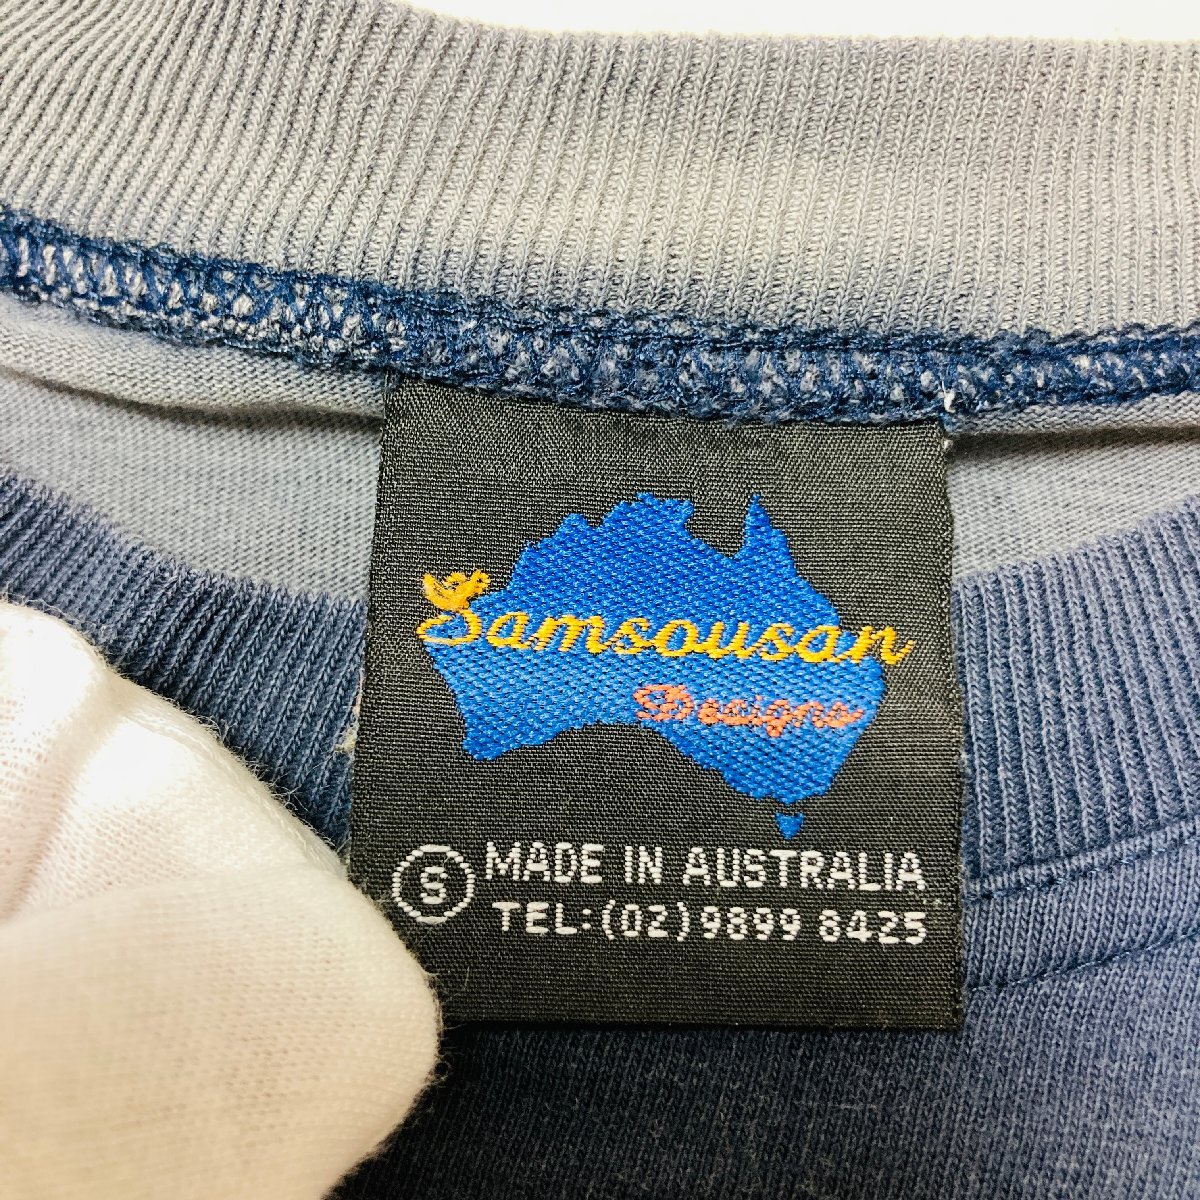 Samsousan
Designs
S MADE IN AUSTRALIA
TEL:(02)9899 8425